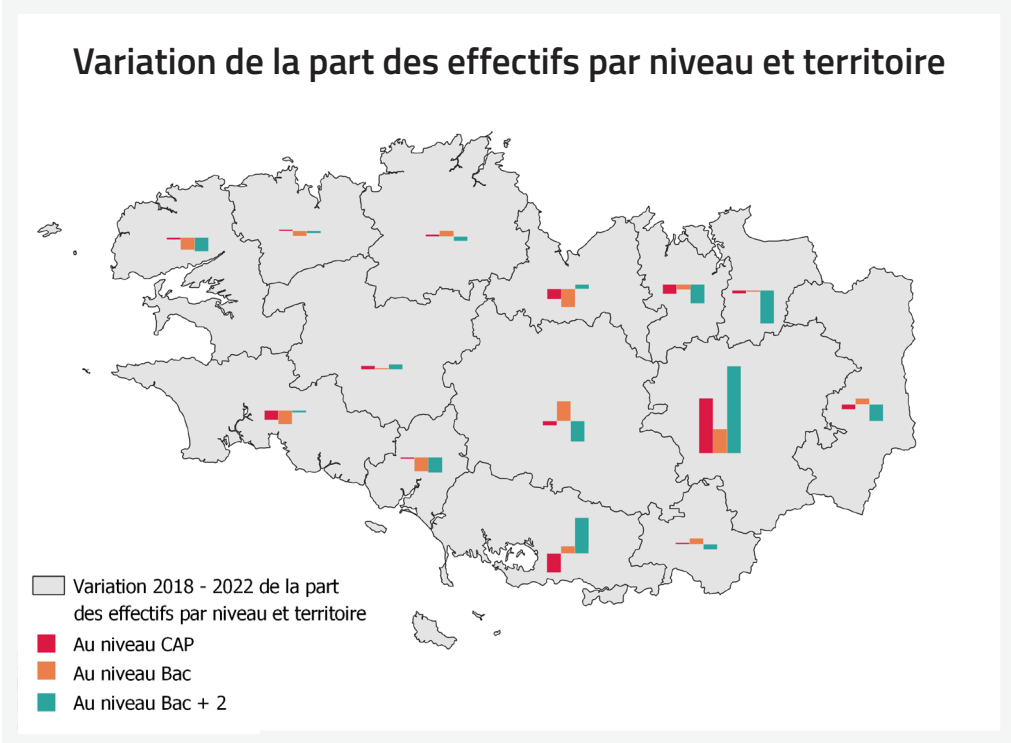 Variation de la part des effectifs par niveau et territoire
Variation 2018 - 2022 de la part
des effectifs par niveau et territoire
Au niveau CAP
Au niveau Bac
Au niveau Bac + 2